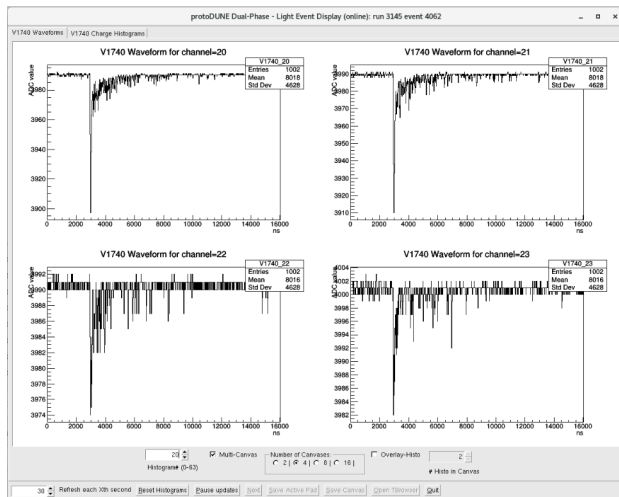 protoDUNE Dual-Phase - Light Event Display (online): run 3145 event 4062
V1740 Waveforms V1740 Charge Histograms
V1740 Waveform for channel=20
V1740_20
Entries 1002
Mean 8018
Std Dev 4628
ADC value
3980
3970
3960
3950
3940
3930
3920
3910
3900
0 2000 4000 6000 8000 10000 12000 14000 16000
ns
V1740 Waveform for channel=21
V1740_21
Entries 1002
Mean 8018
Std Dev 4628
ADC value
3990
3980
3970
3960
3950
3940
3930
3920
3910
0 2000 4000 6000 8000 10000 12000 14000 16000
ns
V1740 Waveform for channel=22
V1740_22
Entries 1002
Mean 8016
Std Dev 4628
ADC value
3992
3990
3988
3986
3984
3982
3980
3978
3976
3974
0 2000 4000 6000 8000 10000 12000 14000 16000
ns
V1740 Waveform for channel=23
V1740_23
Entries 1002
Mean 8016
Std Dev 4628
ADC value
4004
4002
4000
3998
3996
3994
3992
3990
3988
3986
3984
3982
0 2000 4000 6000 8000 10000 12000 14000 16000
ns
20
Histogram# (0-63)
Multi-Canvas
Number of Canvases:
2 | 4 | 8 | 16 |
Overlay-Histo
2
# Histo in Canvas
30 Refresh each Xth second Reset Histograms Pause updates Next Save Active Pad Save Canvas Open TBrowser Quit